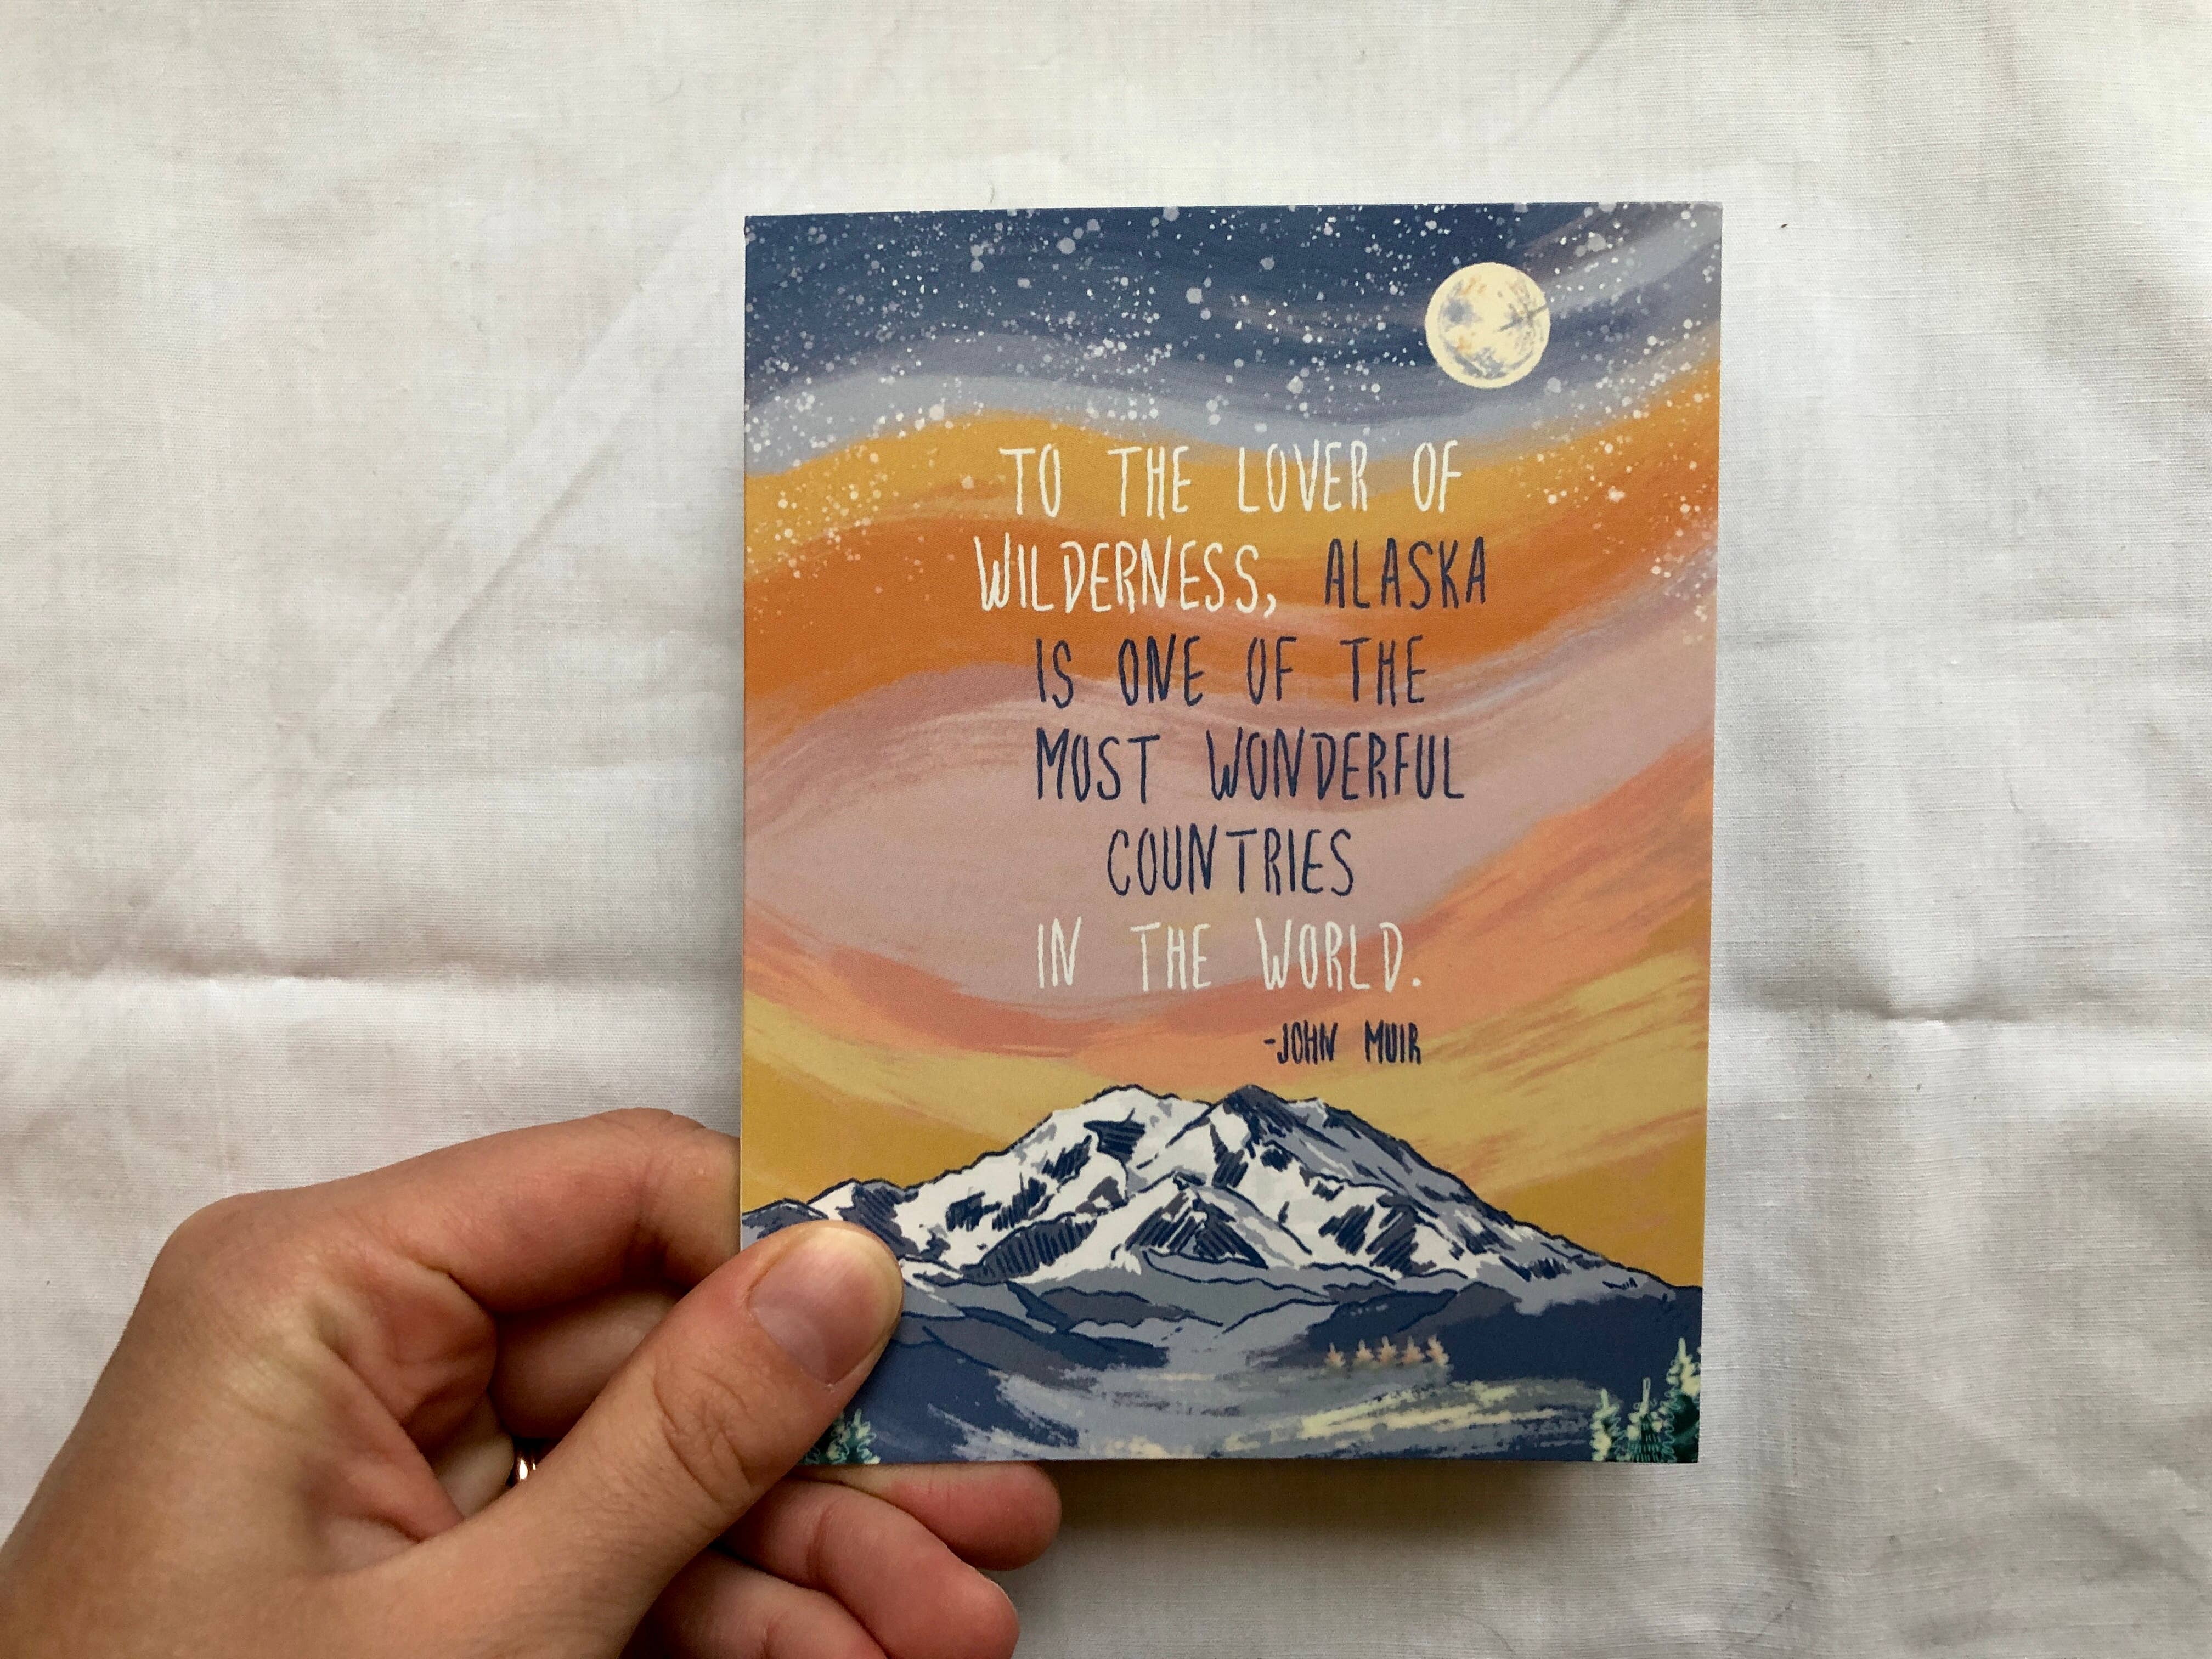 TO THE LOVER OF
WILDERNESS, ALASKA
IS ONE OF THE
MOST WONDERFUL
COUNTRIES
IN THE WORLD.
-JOHN MUIR